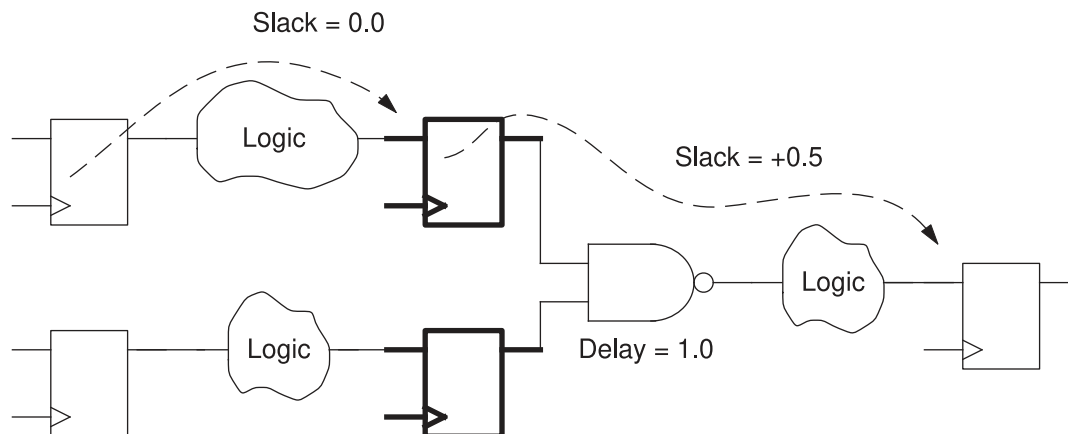 Slack = 0.0
Logic
Slack = +0.5
Logic
Logic
Delay = 1.0